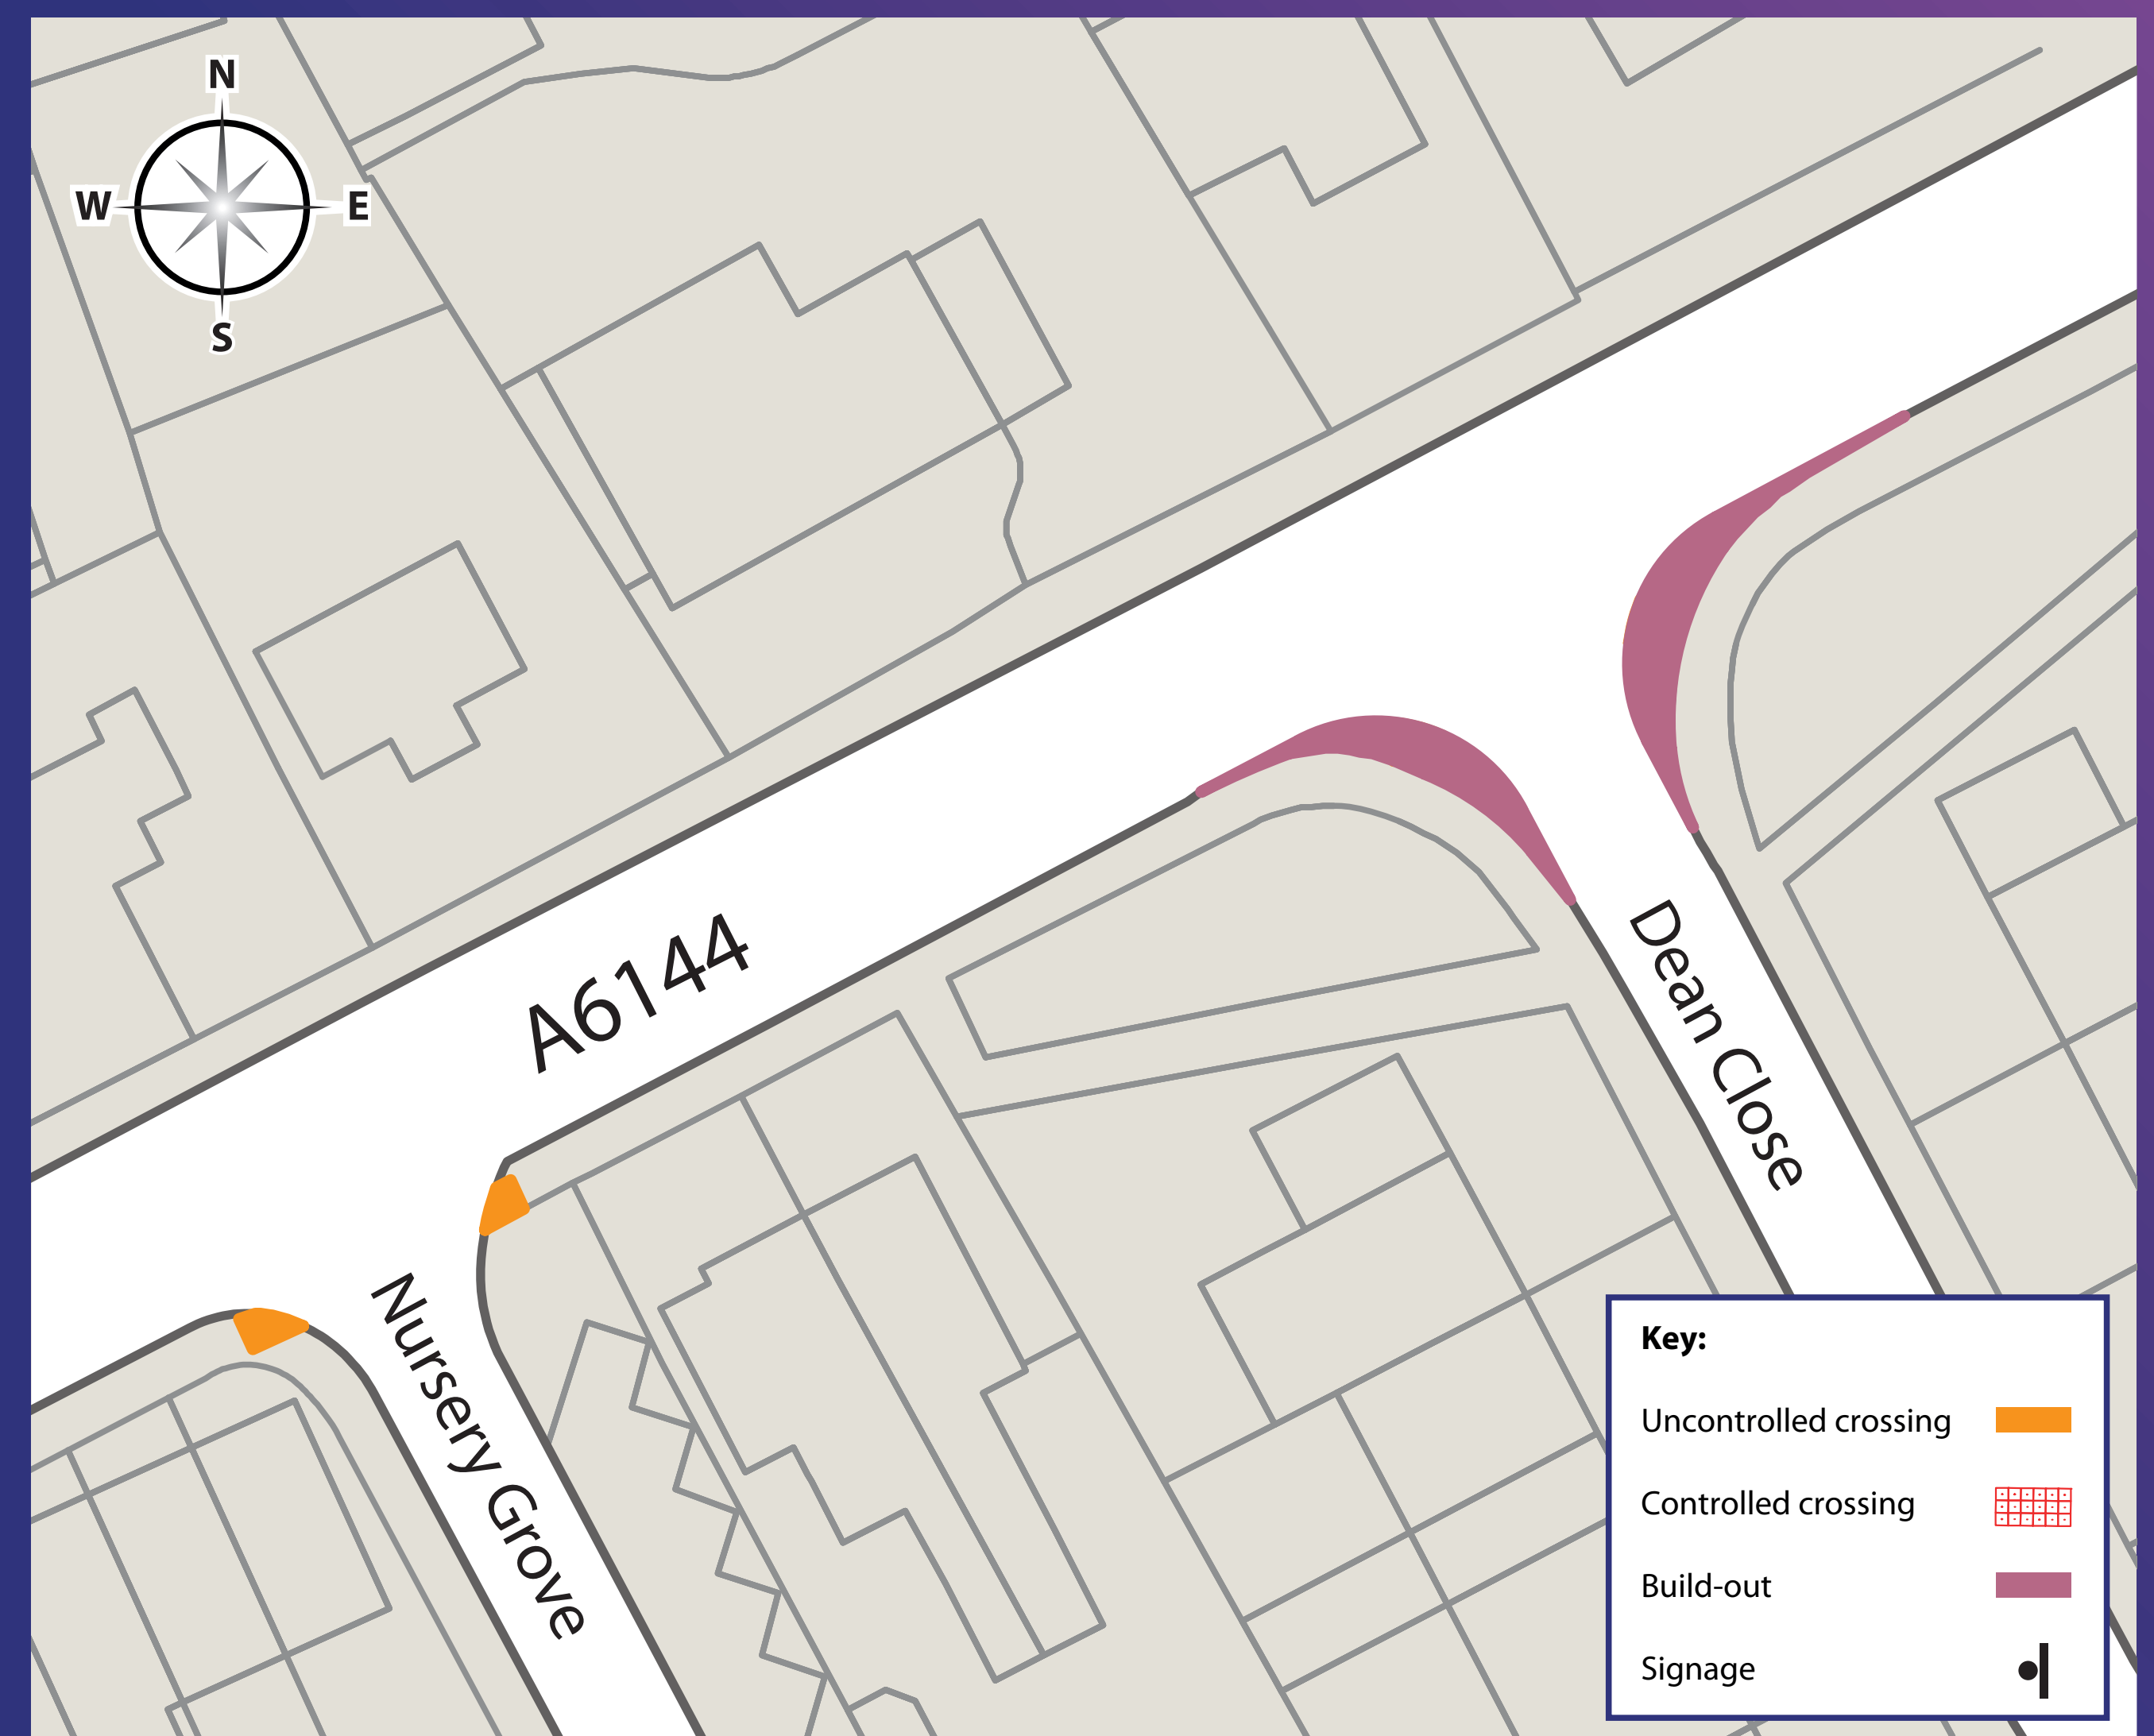 N
W
E
S
A6144
Dean Close
Nursery Grove
Key:
Uncontrolled crossing
Controlled crossing
Build-out
Signage